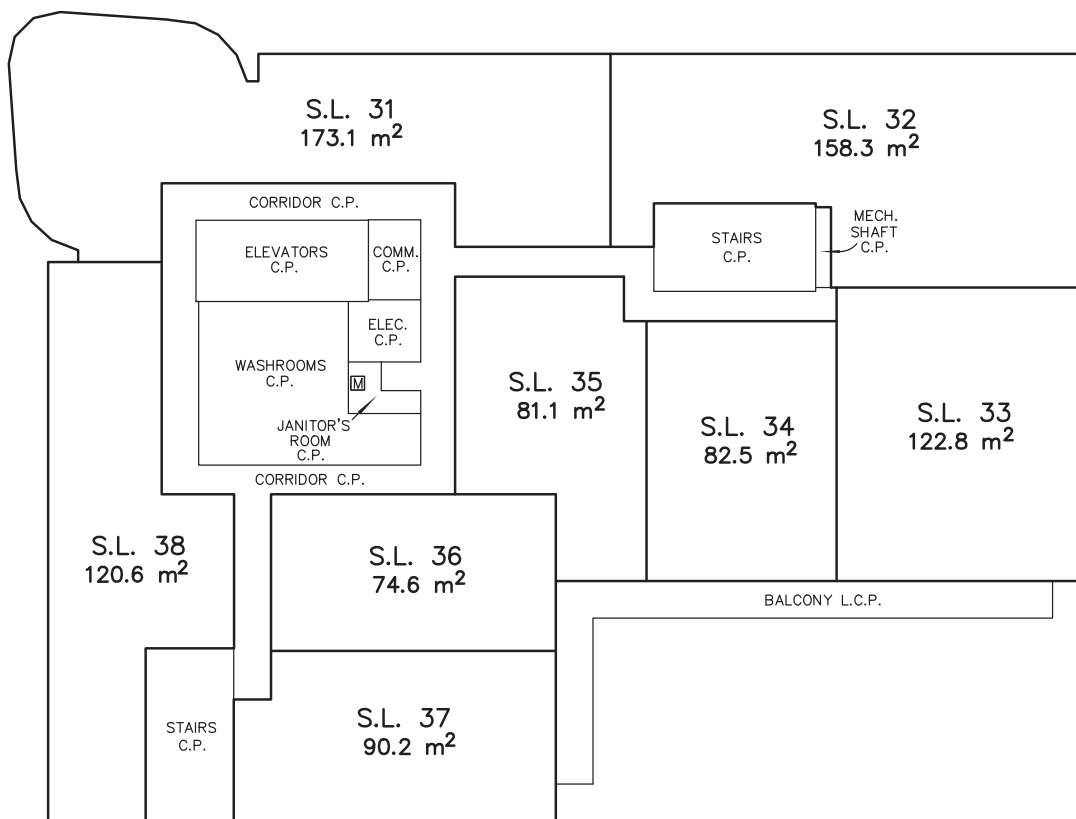 S.L. 31
173.1 m²
S.L. 32
158.3 m²
CORRIDOR C.P.
ELEVATORS
C.P.
COMM.
C.P.
STAIRS
C.P.
MECH.
SHAFT
C.P.
ELEC.
C.P.
WASHROOMS
C.P.
M
JANITOR'S
ROOM
C.P.
CORRIDOR C.P.
S.L. 35
81.1 m²
S.L. 34
82.5 m²
S.L. 33
122.8 m²
S.L. 38
120.6 m²
S.L. 36
74.6 m²
BALCONY L.C.P.
STAIRS
C.P.
S.L. 37
90.2 m²